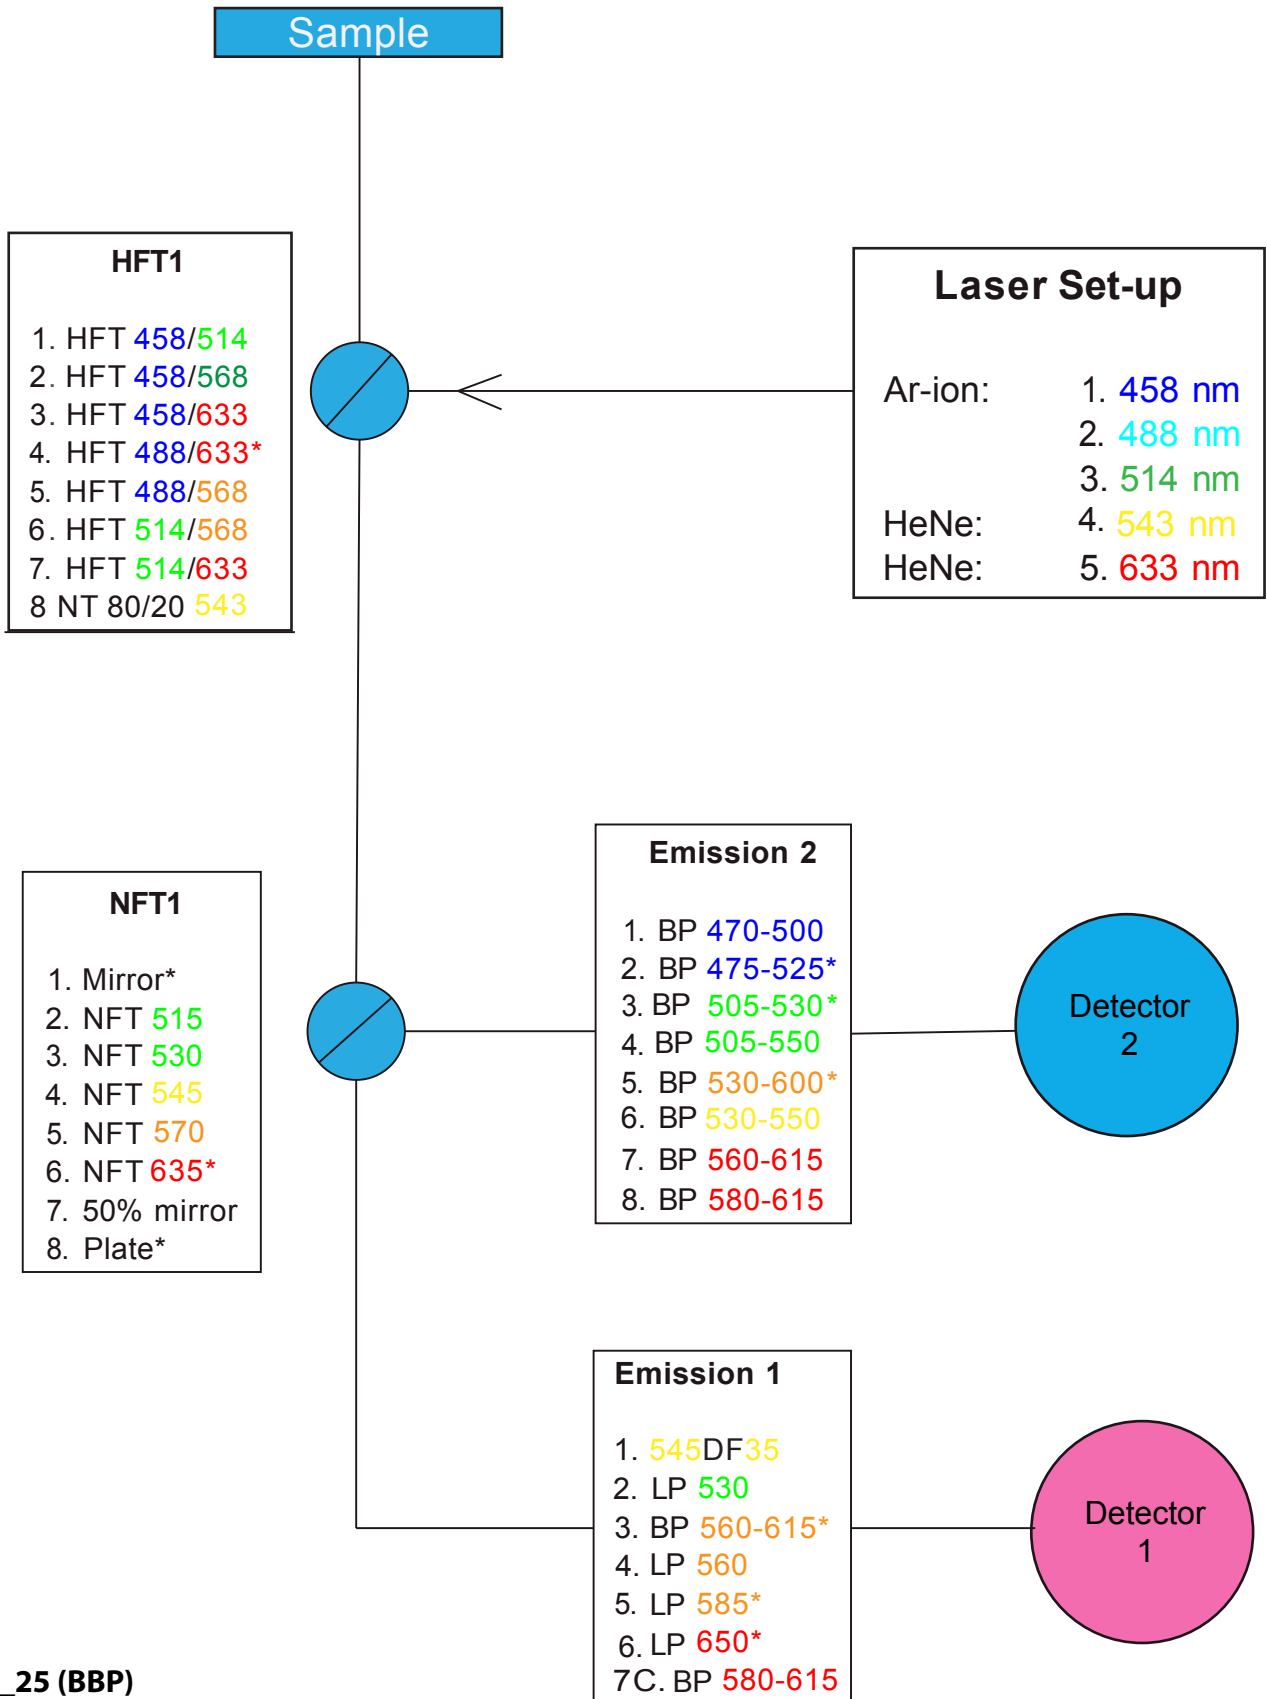 Sample
HFT1
1. HFT 458/514
2. HFT 458/568
3. HFT 458/633
4. HFT 488/633*
5. HFT 488/568
6. HFT 514/568
7. HFT 514/633
8 NT 80/20 543
Laser Set-up
Ar-ion: 1. 458 nm
2. 488 nm
3. 514 nm
HeNe: 4. 543 nm
HeNe: 5. 633 nm
NFT1
1. Mirror*
2. NFT 515
3. NFT 530
4. NFT 545
5. NFT 570
6. NFT 635*
7. 50% mirror
8. Plate*
Emission 2
1. BP 470-500
2. BP 475-525*
3. BP 505-530*
4. BP 505-550
5. BP 530-600*
6. BP 530-550
7. BP 560-615
8. BP 580-615
Detector
2
Emission 1
1. 545DF35
2. LP 530
3. BP 560-615*
4. LP 560
5. LP 585*
6. LP 650*
7C. BP 580-615
Detector
1
_25 (BBP)